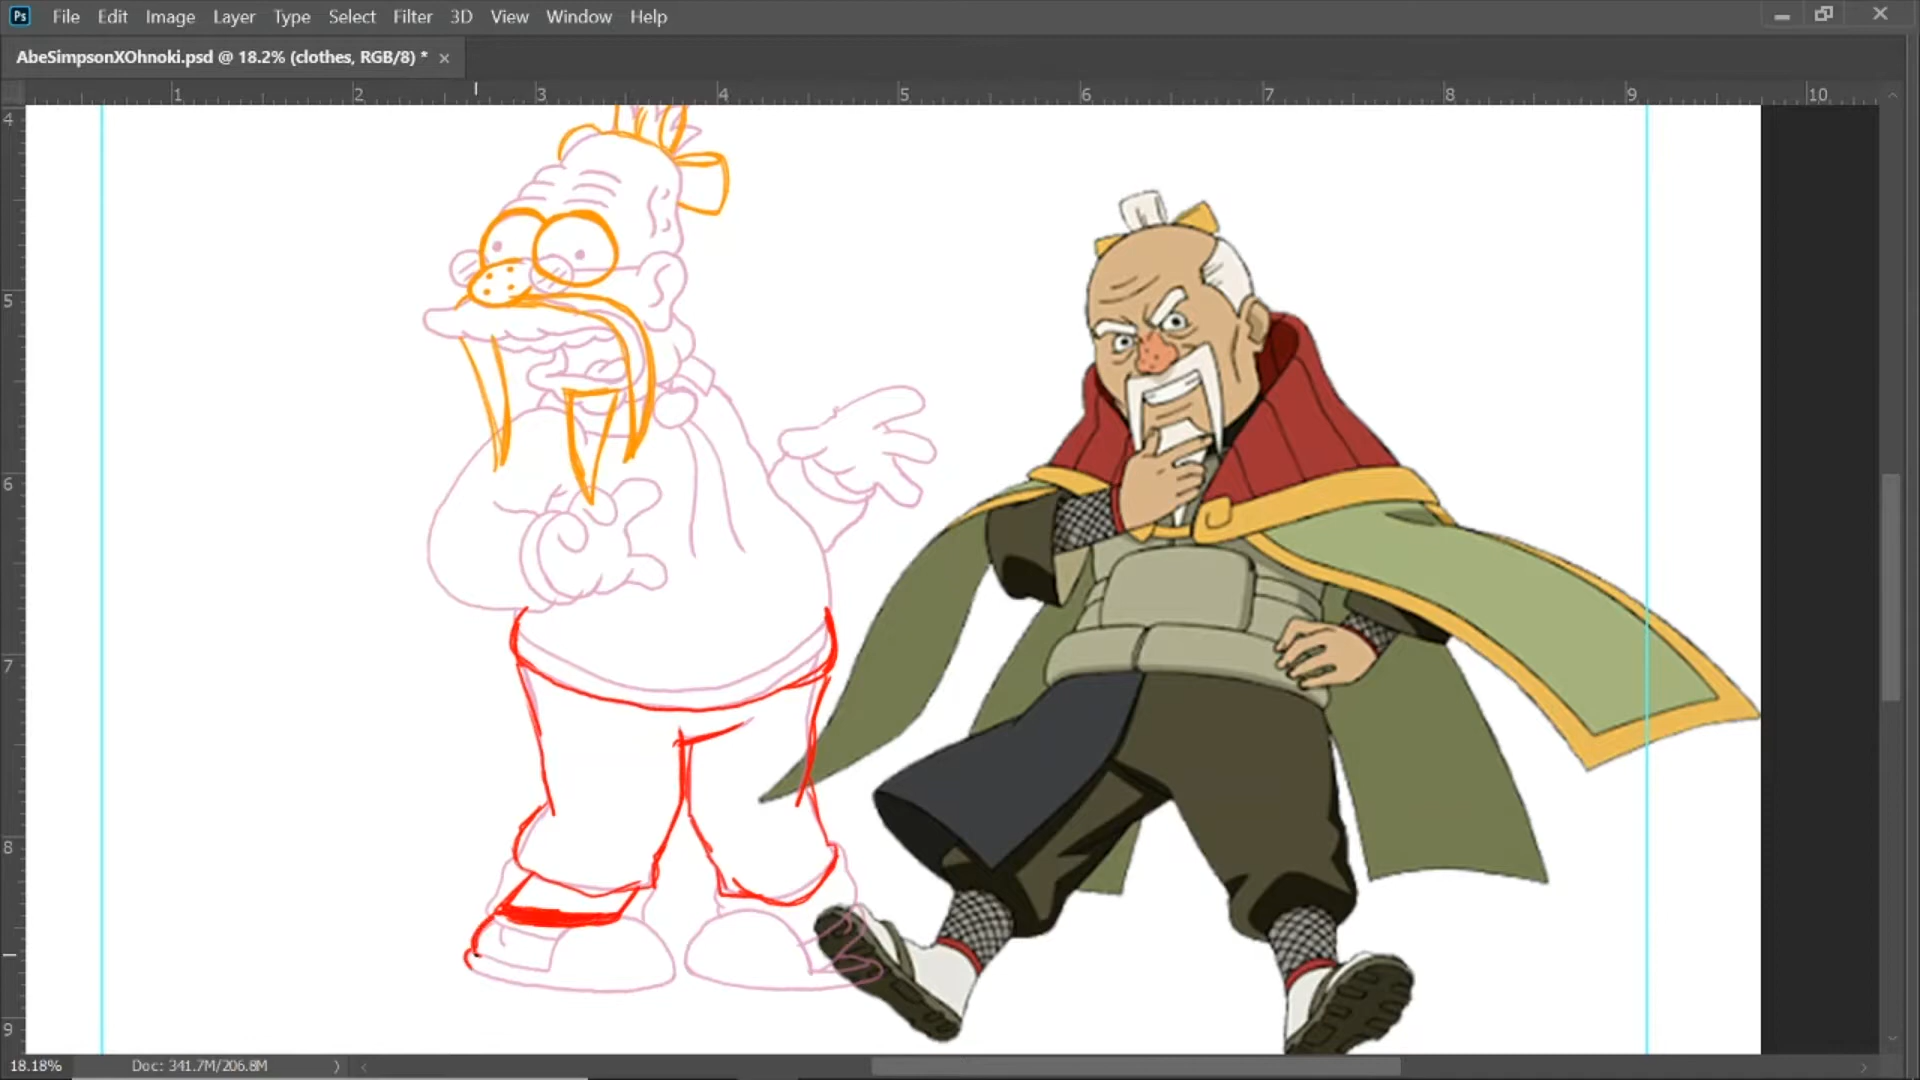 Ps File Edit Image Layer Type Select Filter 3D View Window Help
AbeSimpsonXOhnoki.psd @ 18.2% (clothes, RGB/8) * ×
1 2 3 4 5 6 7 8 9 10
4
5
6
7
8
9
18.18% Doc: 341.7M/206.8M